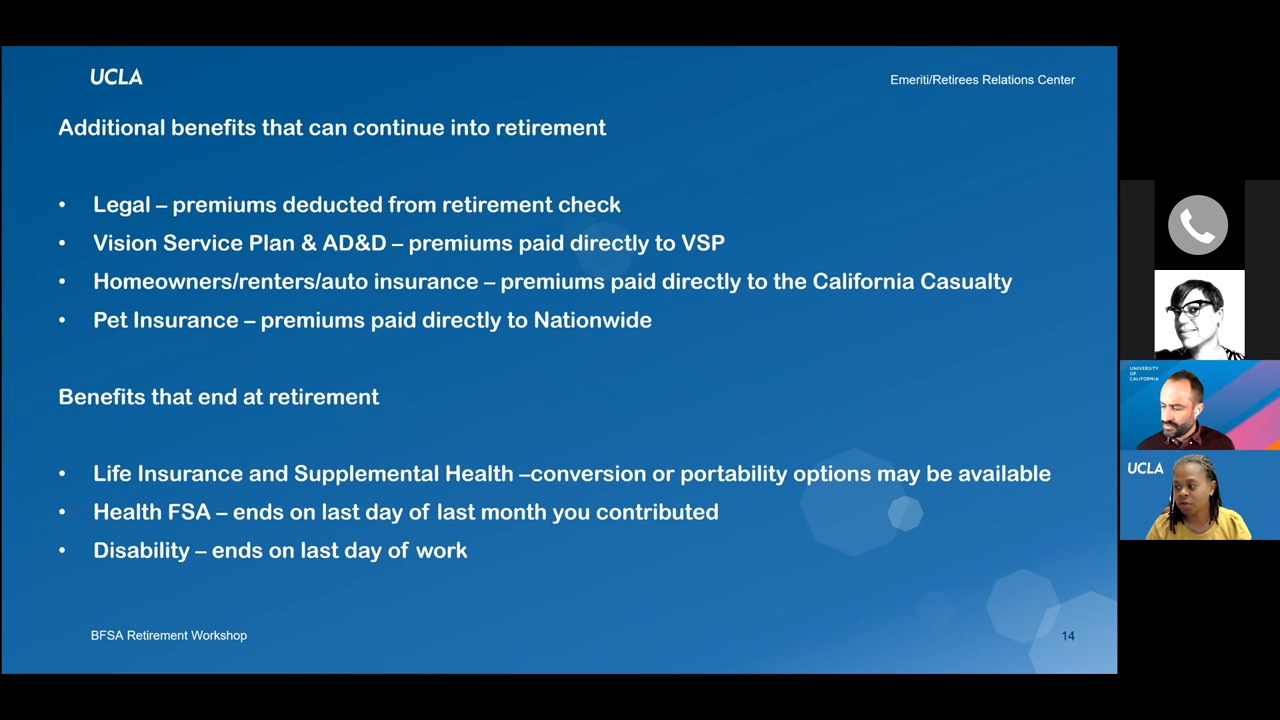 UCLA
Emeriti/Retirees Relations Center
Additional benefits that can continue into retirement
• Legal – premiums deducted from retirement check
• Vision Service Plan & AD&D – premiums paid directly to VSP
• Homeowners/renters/auto insurance – premiums paid directly to the California Casualty
• Pet Insurance – premiums paid directly to Nationwide
Benefits that end at retirement
• Life Insurance and Supplemental Health –conversion or portability options may be available
• Health FSA – ends on last day of last month you contributed
• Disability – ends on last day of work
BFSA Retirement Workshop
14
UNIVERSITY
OF
CALIFORNIA
UCLA